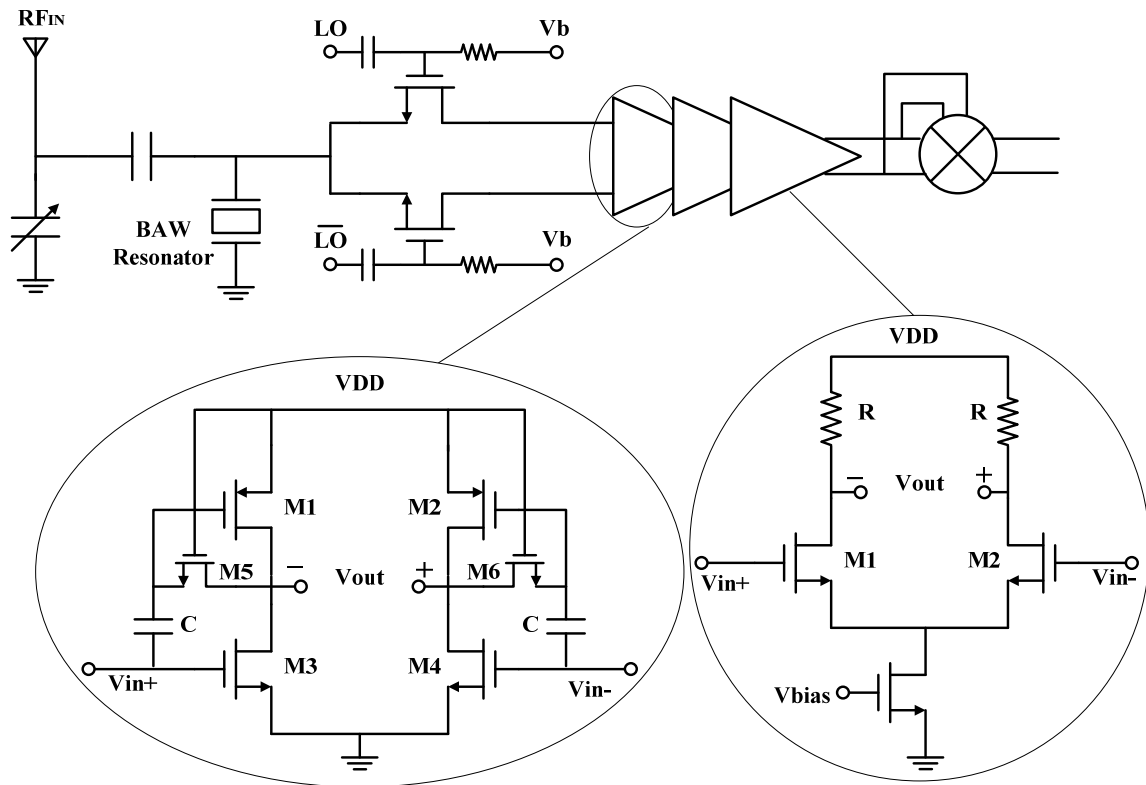 RFIN
LO
Vb
BAW
Resonator
L̅O̅
Vb
VDD
M1
M2
M5
−
Vout
+
M6
C
C
M3
M4
Vin+
Vin-
VDD
R
R
−
Vout
+
M1
M2
Vin+
Vin-
Vbias